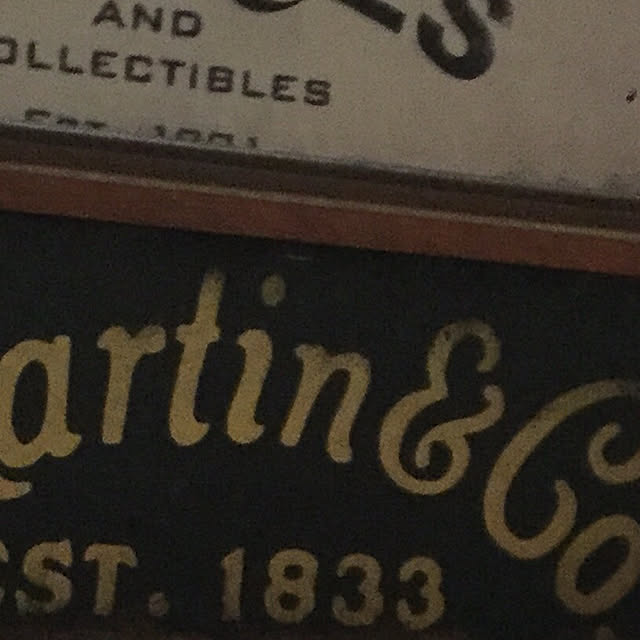 AND
OLLECTIBLES
artin & Co
EST. 1833